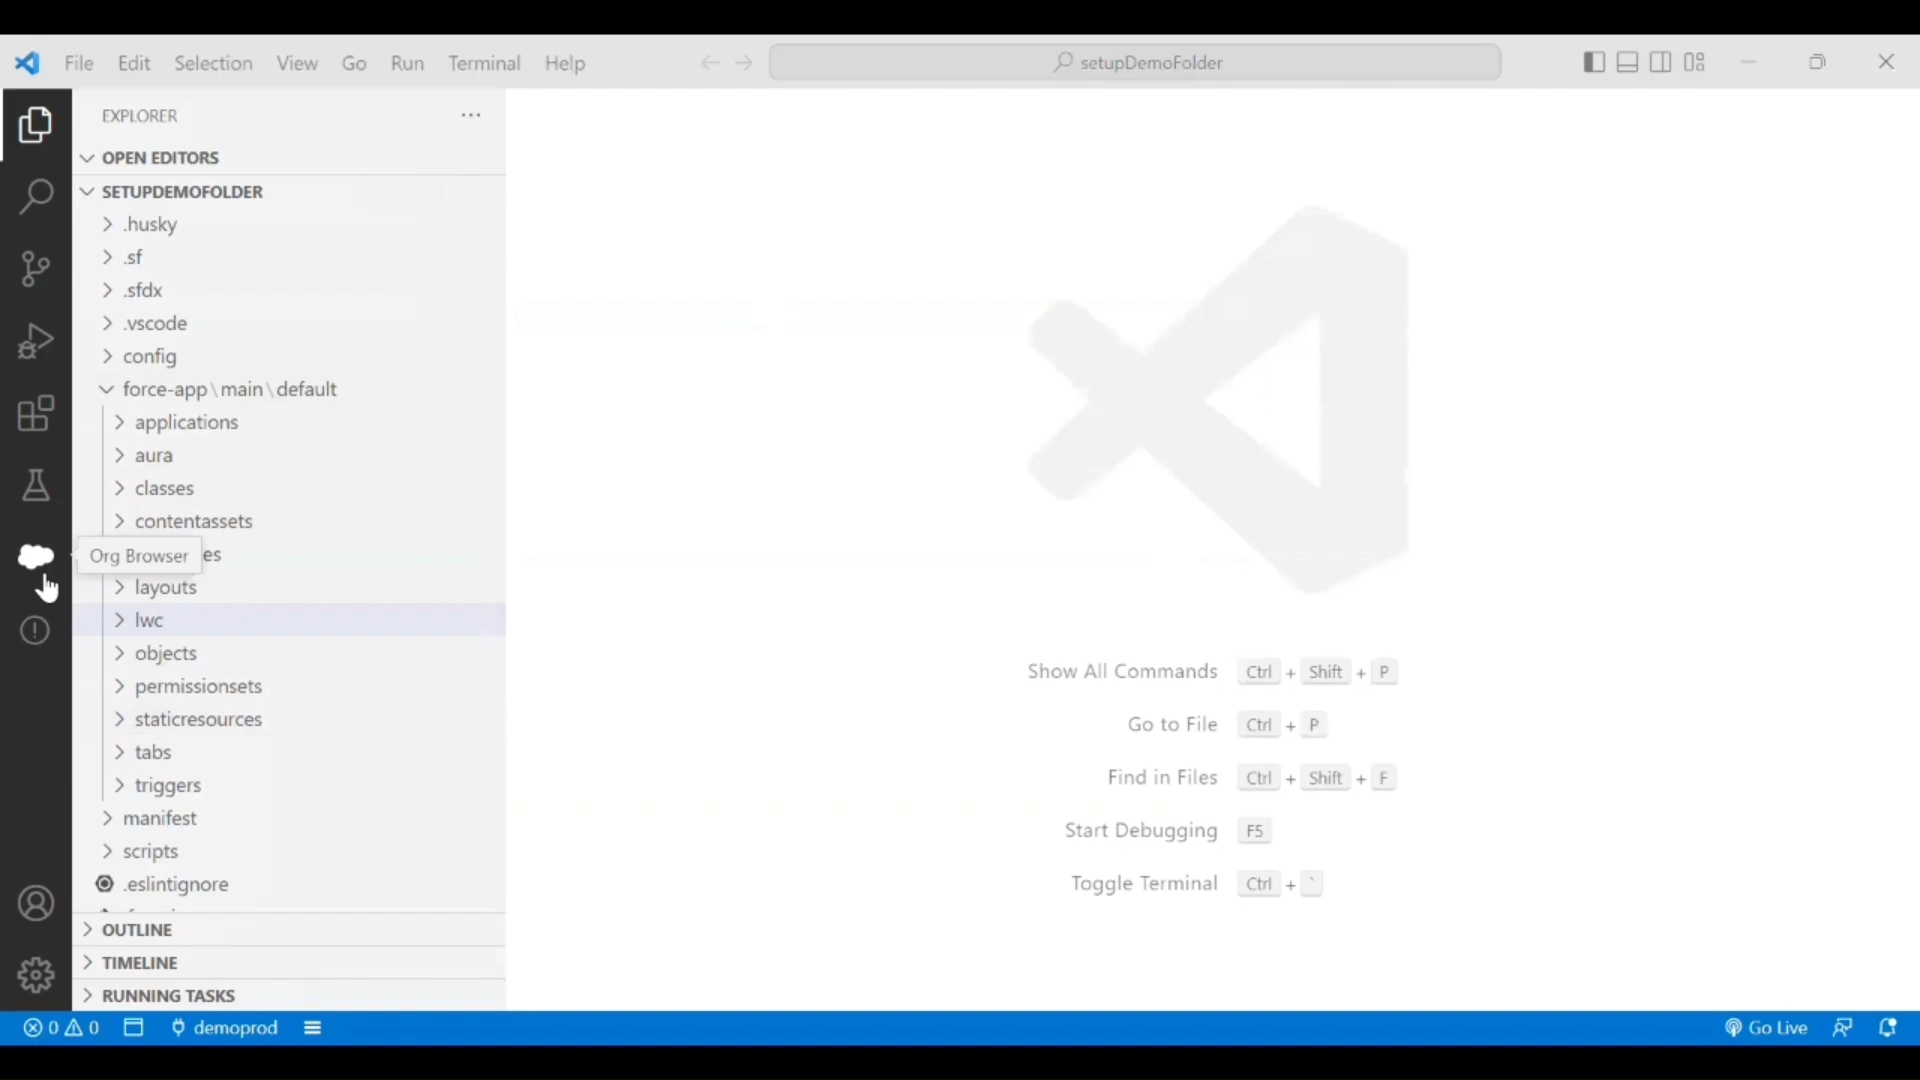 File Edit Selection View Go Run Terminal Help
setupDemoFolder
EXPLORER
OPEN EDITORS
SETUPDEMOFOLDER
.husky
.sf
.sfdx
.vscode
config
force-app\main\default
applications
aura
classes
contentassets
Org Browser
es
layouts
lwc
objects
permissionsets
staticresources
tabs
triggers
manifest
scripts
.eslintignore
OUTLINE
TIMELINE
RUNNING TASKS
Show All Commands Ctrl + Shift + P
Go to File Ctrl + P
Find in Files Ctrl + Shift + F
Start Debugging F5
Toggle Terminal Ctrl + `
0 0 demoprod Go Live